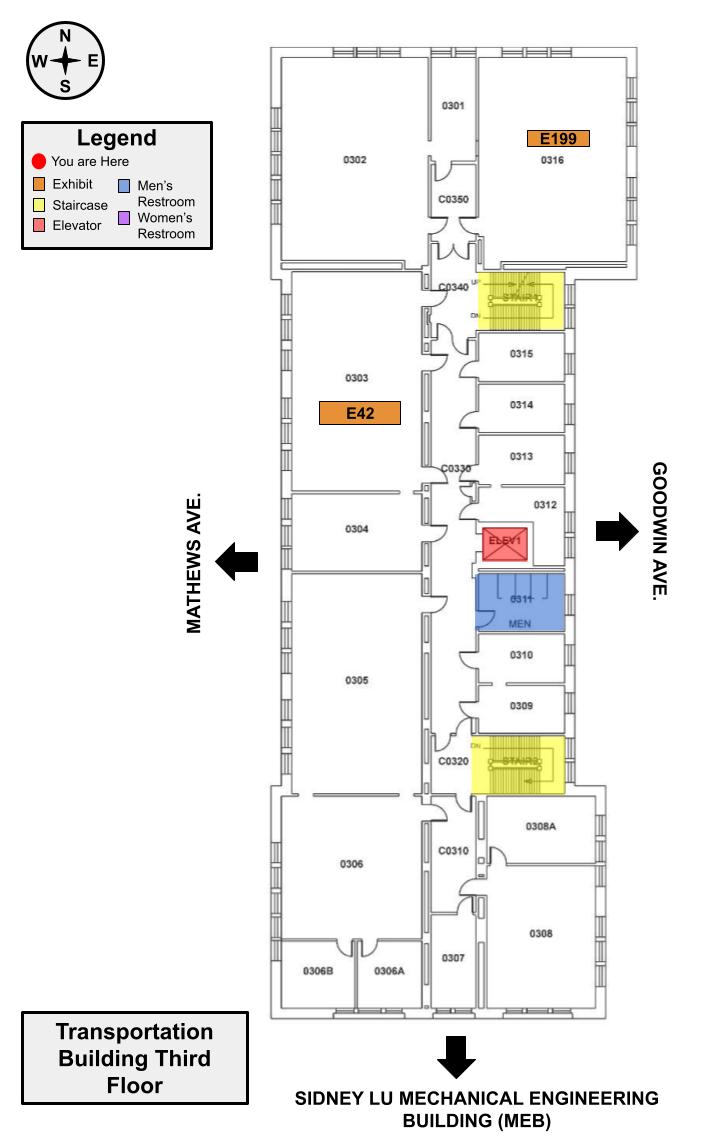 N
W E
S
Legend
You are Here
Exhibit
Men's
Restroom
Staircase
Women's
Restroom
Elevator
0301
E199
0302
0316
C0350
C0340
UP
STAIR1
DN
0315
0303
0314
E42
0313
C0330
0312
0304
ELEV1
MATHEWS AVE.
GOODWIN AVE.
0311
MEN
0310
0305
0309
DN
C0320
STAIR2
0308A
C0310
0306
0308
0306B
0306A
0307
Transportation
Building Third
Floor
SIDNEY LU MECHANICAL ENGINEERING
BUILDING (MEB)